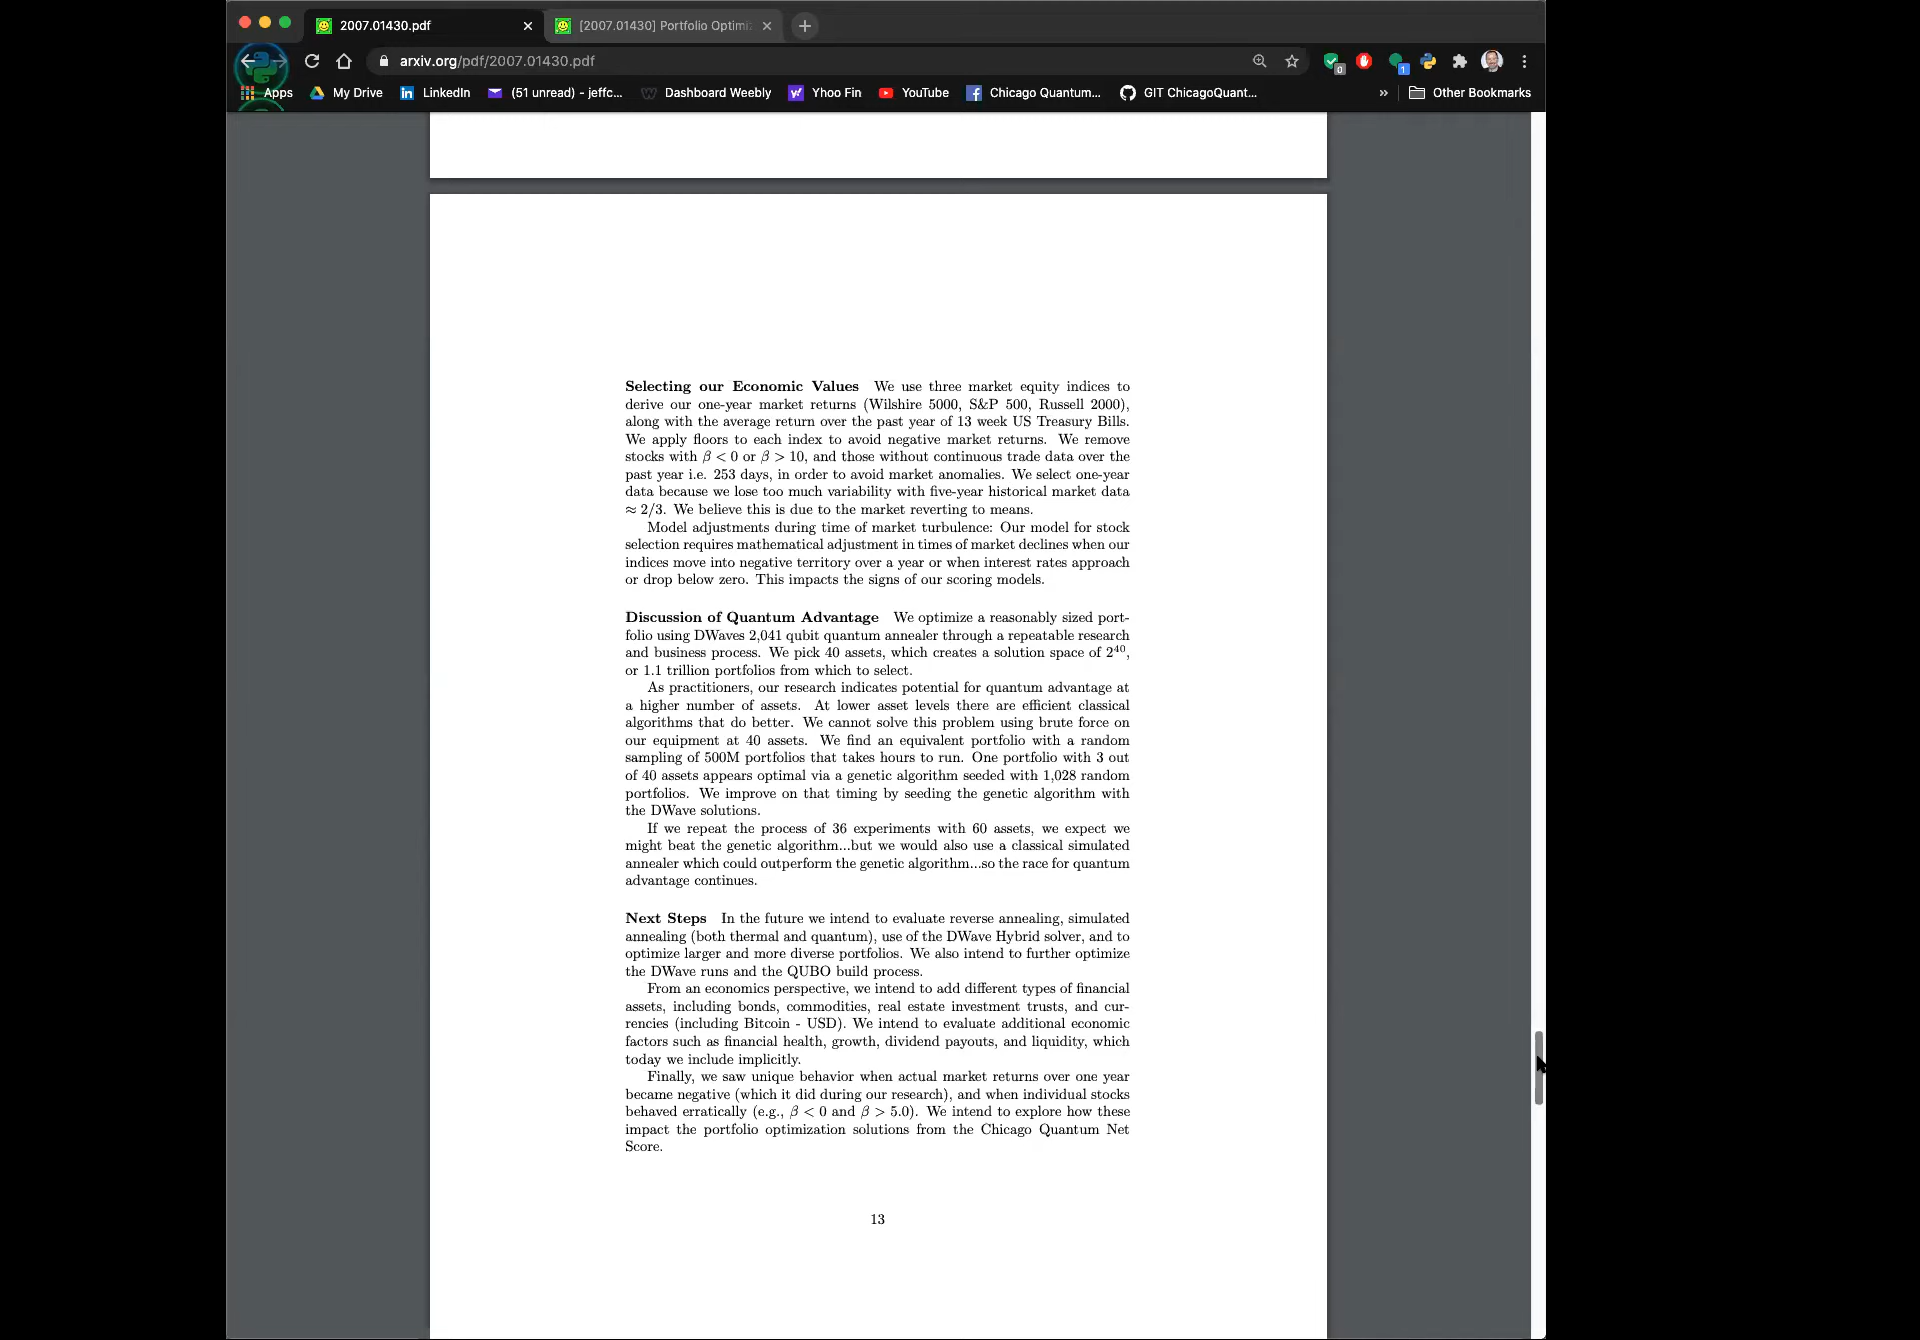 2007.01430.pdf
[2007.01430] Portfolio Optimi
arxiv.org/pdf/2007.01430.pdf
0
1
Apps
My Drive
LinkedIn
(51 unread) - jeffc...
Dashboard Weebly
Yhoo Fin
YouTube
Chicago Quantum...
GIT ChicagoQuant...
»
Other Bookmarks
Selecting our Economic Values We use three market equity indices to
derive our one-year market returns (Wilshire 5000, S&P 500, Russell 2000),
along with the average return over the past year of 13 week US Treasury Bills.
We apply floors to each index to avoid negative market returns. We remove
stocks with β < 0 or β > 10, and those without continuous trade data over the
past year i.e. 253 days, in order to avoid market anomalies. We select one-year
data because we lose too much variability with five-year historical market data
≈ 2/3. We believe this is due to the market reverting to means.
Model adjustments during time of market turbulence: Our model for stock
selection requires mathematical adjustment in times of market declines when our
indices move into negative territory over a year or when interest rates approach
or drop below zero. This impacts the signs of our scoring models.
Discussion of Quantum Advantage We optimize a reasonably sized port-
folio using DWaves 2,041 qubit quantum annealer through a repeatable research
and business process. We pick 40 assets, which creates a solution space of 2⁴⁰,
or 1.1 trillion portfolios from which to select.
As practitioners, our research indicates potential for quantum advantage at
a higher number of assets. At lower asset levels there are efficient classical
algorithms that do better. We cannot solve this problem using brute force on
our equipment at 40 assets. We find an equivalent portfolio with a random
sampling of 500M portfolios that takes hours to run. One portfolio with 3 out
of 40 assets appears optimal via a genetic algorithm seeded with 1,028 random
portfolios. We improve on that timing by seeding the genetic algorithm with
the DWave solutions.
If we repeat the process of 36 experiments with 60 assets, we expect we
might beat the genetic algorithm...but we would also use a classical simulated
annealer which could outperform the genetic algorithm...so the race for quantum
advantage continues.
Next Steps In the future we intend to evaluate reverse annealing, simulated
annealing (both thermal and quantum), use of the DWave Hybrid solver, and to
optimize larger and more diverse portfolios. We also intend to further optimize
the DWave runs and the QUBO build process.
From an economics perspective, we intend to add different types of financial
assets, including bonds, commodities, real estate investment trusts, and cur-
rencies (including Bitcoin - USD). We intend to evaluate additional economic
factors such as financial health, growth, dividend payouts, and liquidity, which
today we include implicitly.
Finally, we saw unique behavior when actual market returns over one year
became negative (which it did during our research), and when individual stocks
behaved erratically (e.g., β < 0 and β > 5.0). We intend to explore how these
impact the portfolio optimization solutions from the Chicago Quantum Net
Score.
13